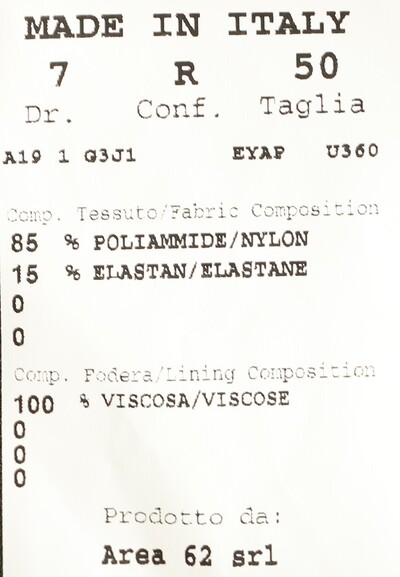 MADE IN ITALY
7 R 50
Dr. Conf. Taglia
A19 1 G3J1 EYAP U360
Comp. Tessuto/Fabric Composition
85 % POLIAMMIDE/NYLON
15 % ELASTAN/ELASTANE
0
0
Comp. Fodera/Lining Composition
100 % VISCOSA/VISCOSE
0
0
0
Prodotto da:
Area 62 srl